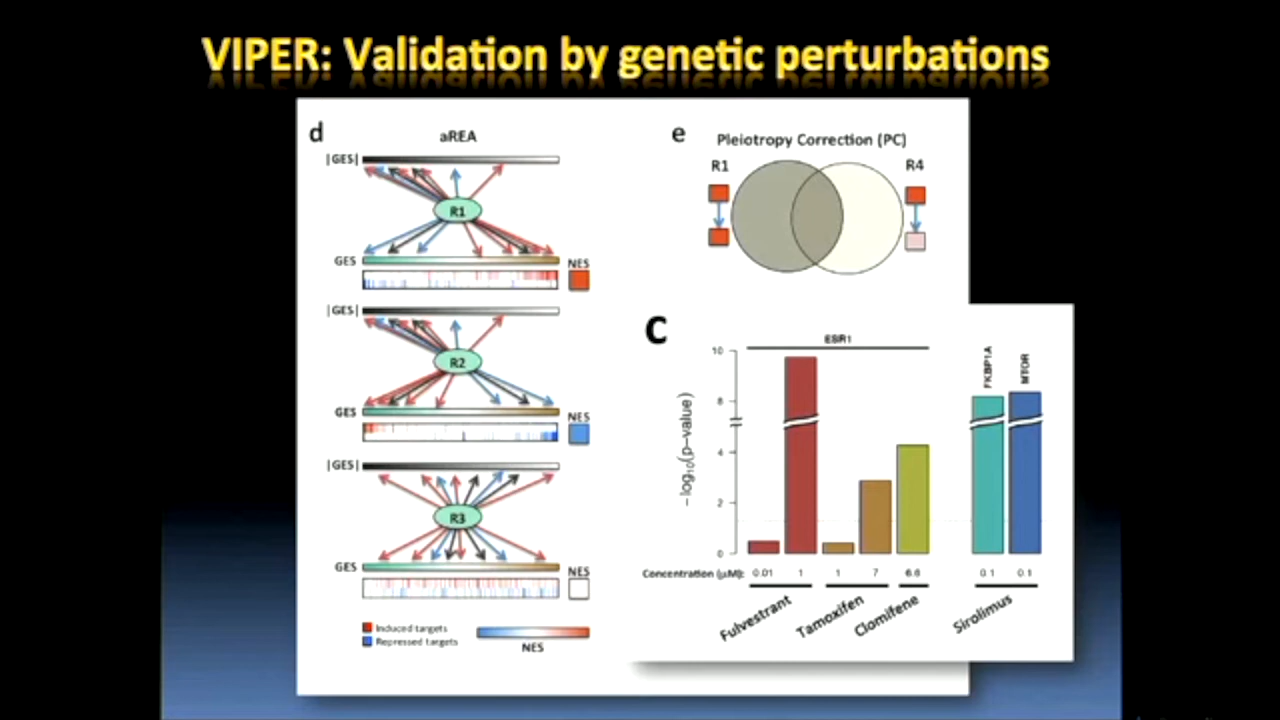 VIPER: Validation by genetic perturbations
d
aREA
|GES|
R1
GES
NES
|GES|
R2
GES
NES
|GES|
R3
GES
NES
Induced targets
Repressed targets
NES
e
Pleiotropy Correction (PC)
R1
R4
C
ESR1
FKBP1A
MTOR
10
8
4
2
0
−log10(p−value)
Concentration (μM): 0.01 1 1 7 6.6 0.1 0.1
Fulvestrant
Tamoxifen
Clomifene
Sirolimus